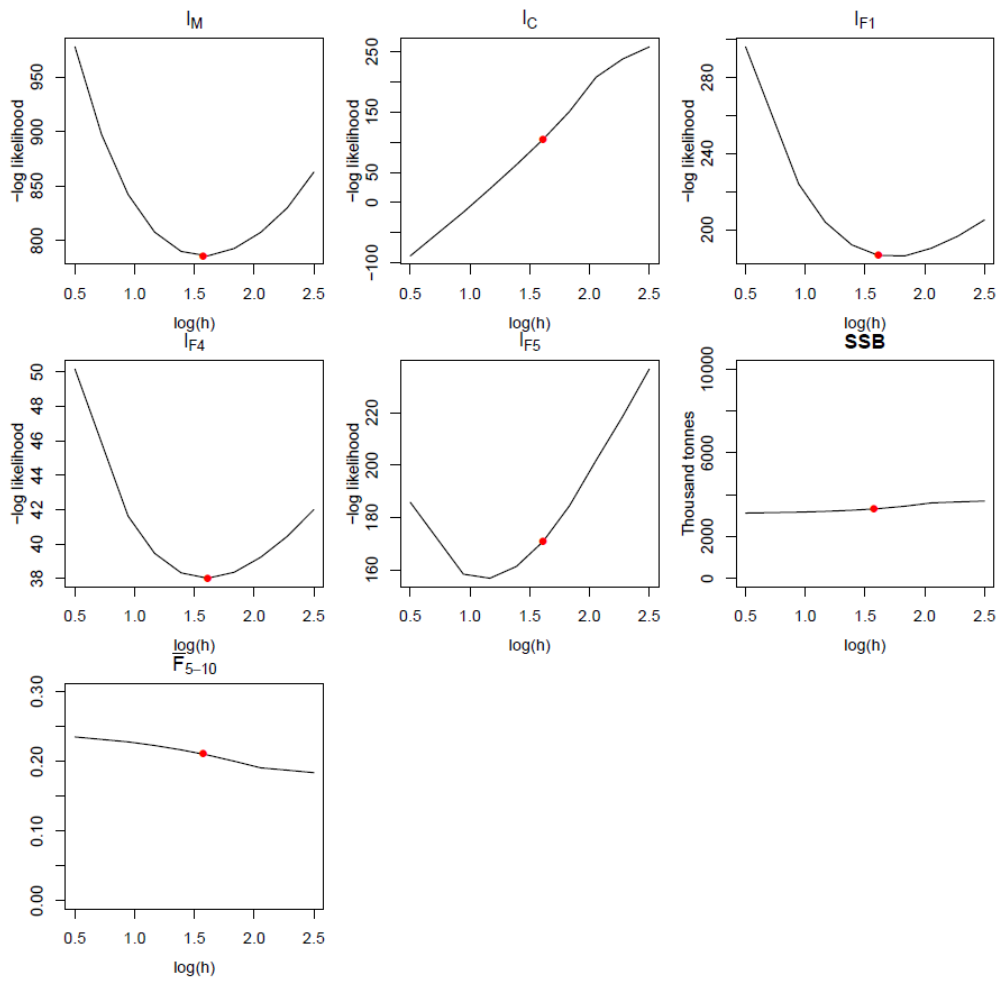 l_M
−log likelihood
950
900
850
800
0.5 1.0 1.5 2.0 2.5
log(h)
l_C
−log likelihood
250
150
50
0
−100
0.5 1.0 1.5 2.0 2.5
log(h)
l_F1
−log likelihood
280
240
200
0.5 1.0 1.5 2.0 2.5
log(h)
l_F4
−log likelihood
50
48
46
44
42
40
38
0.5 1.0 1.5 2.0 2.5
log(h)
l_F5
−log likelihood
220
200
180
160
0.5 1.0 1.5 2.0 2.5
log(h)
SSB
Thousand tonnes
10000
6000
2000
0
0.5 1.0 1.5 2.0 2.5
log(h)
F̅_5−10
0.30
0.20
0.10
0.00
0.5 1.0 1.5 2.0 2.5
log(h)